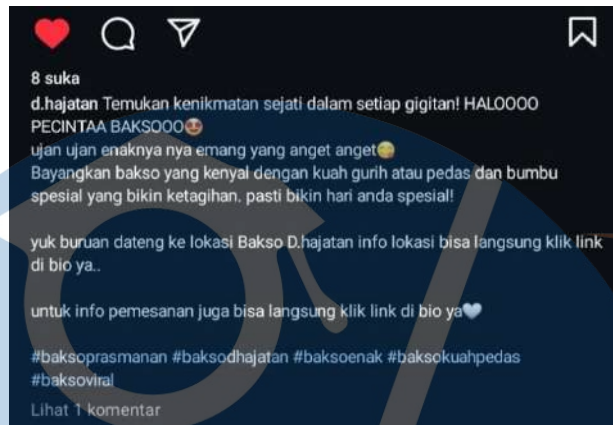 8 suka
d.hajatan Temukan kenikmatan sejati dalam setiap gigitan! HALOOOO
PECINTAA BAKSOOO😍
ujan ujan enaknya nya emang yang anget anget😋
Bayangkan bakso yang kenyal dengan kuah gurih atau pedas dan bumbu
spesial yang bikin ketagihan. pasti bikin hari anda spesial!
yuk buruan dateng ke lokasi Bakso D.hajatan info lokasi bisa langsung klik link
di bio ya..
untuk info pemesanan juga bisa langsung klik link di bio ya🩵
#baksoprasmanan #baksodhajatan #baksoenak #baksokuahpedas
#baksoviral
Lihat 1 komentar